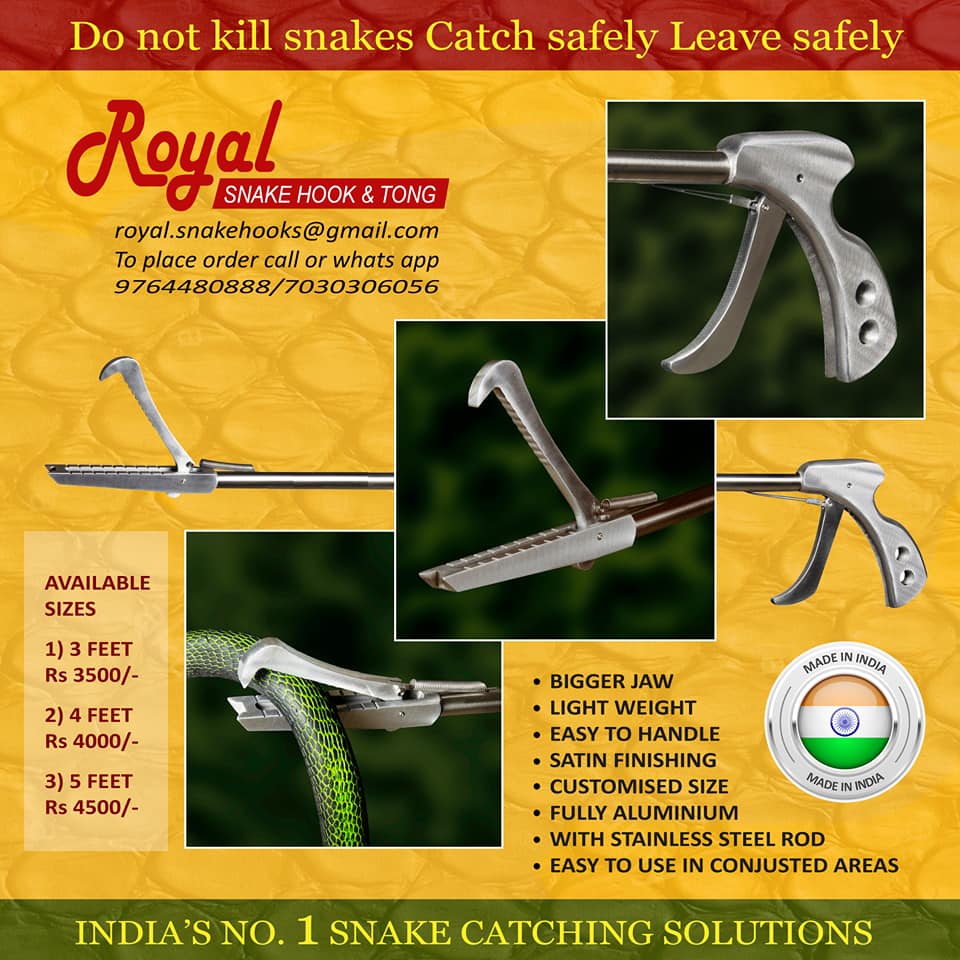 Do not kill snakes Catch safely Leave safely
Royal
SNAKE HOOK & TONG
royal.snakehooks@gmail.com
To place order call or whats app
9764480888/7030306056
AVAILABLE
SIZES
1) 3 FEET
Rs 3500/-
2) 4 FEET
Rs 4000/-
3) 5 FEET
Rs 4500/-
• BIGGER JAW
• LIGHT WEIGHT
• EASY TO HANDLE
• SATIN FINISHING
• CUSTOMISED SIZE
• FULLY ALUMINIUM
• WITH STAINLESS STEEL ROD
• EASY TO USE IN CONJUSTED AREAS
MADE IN INDIA
MADE IN INDIA
INDIA'S NO. 1 SNAKE CATCHING SOLUTIONS